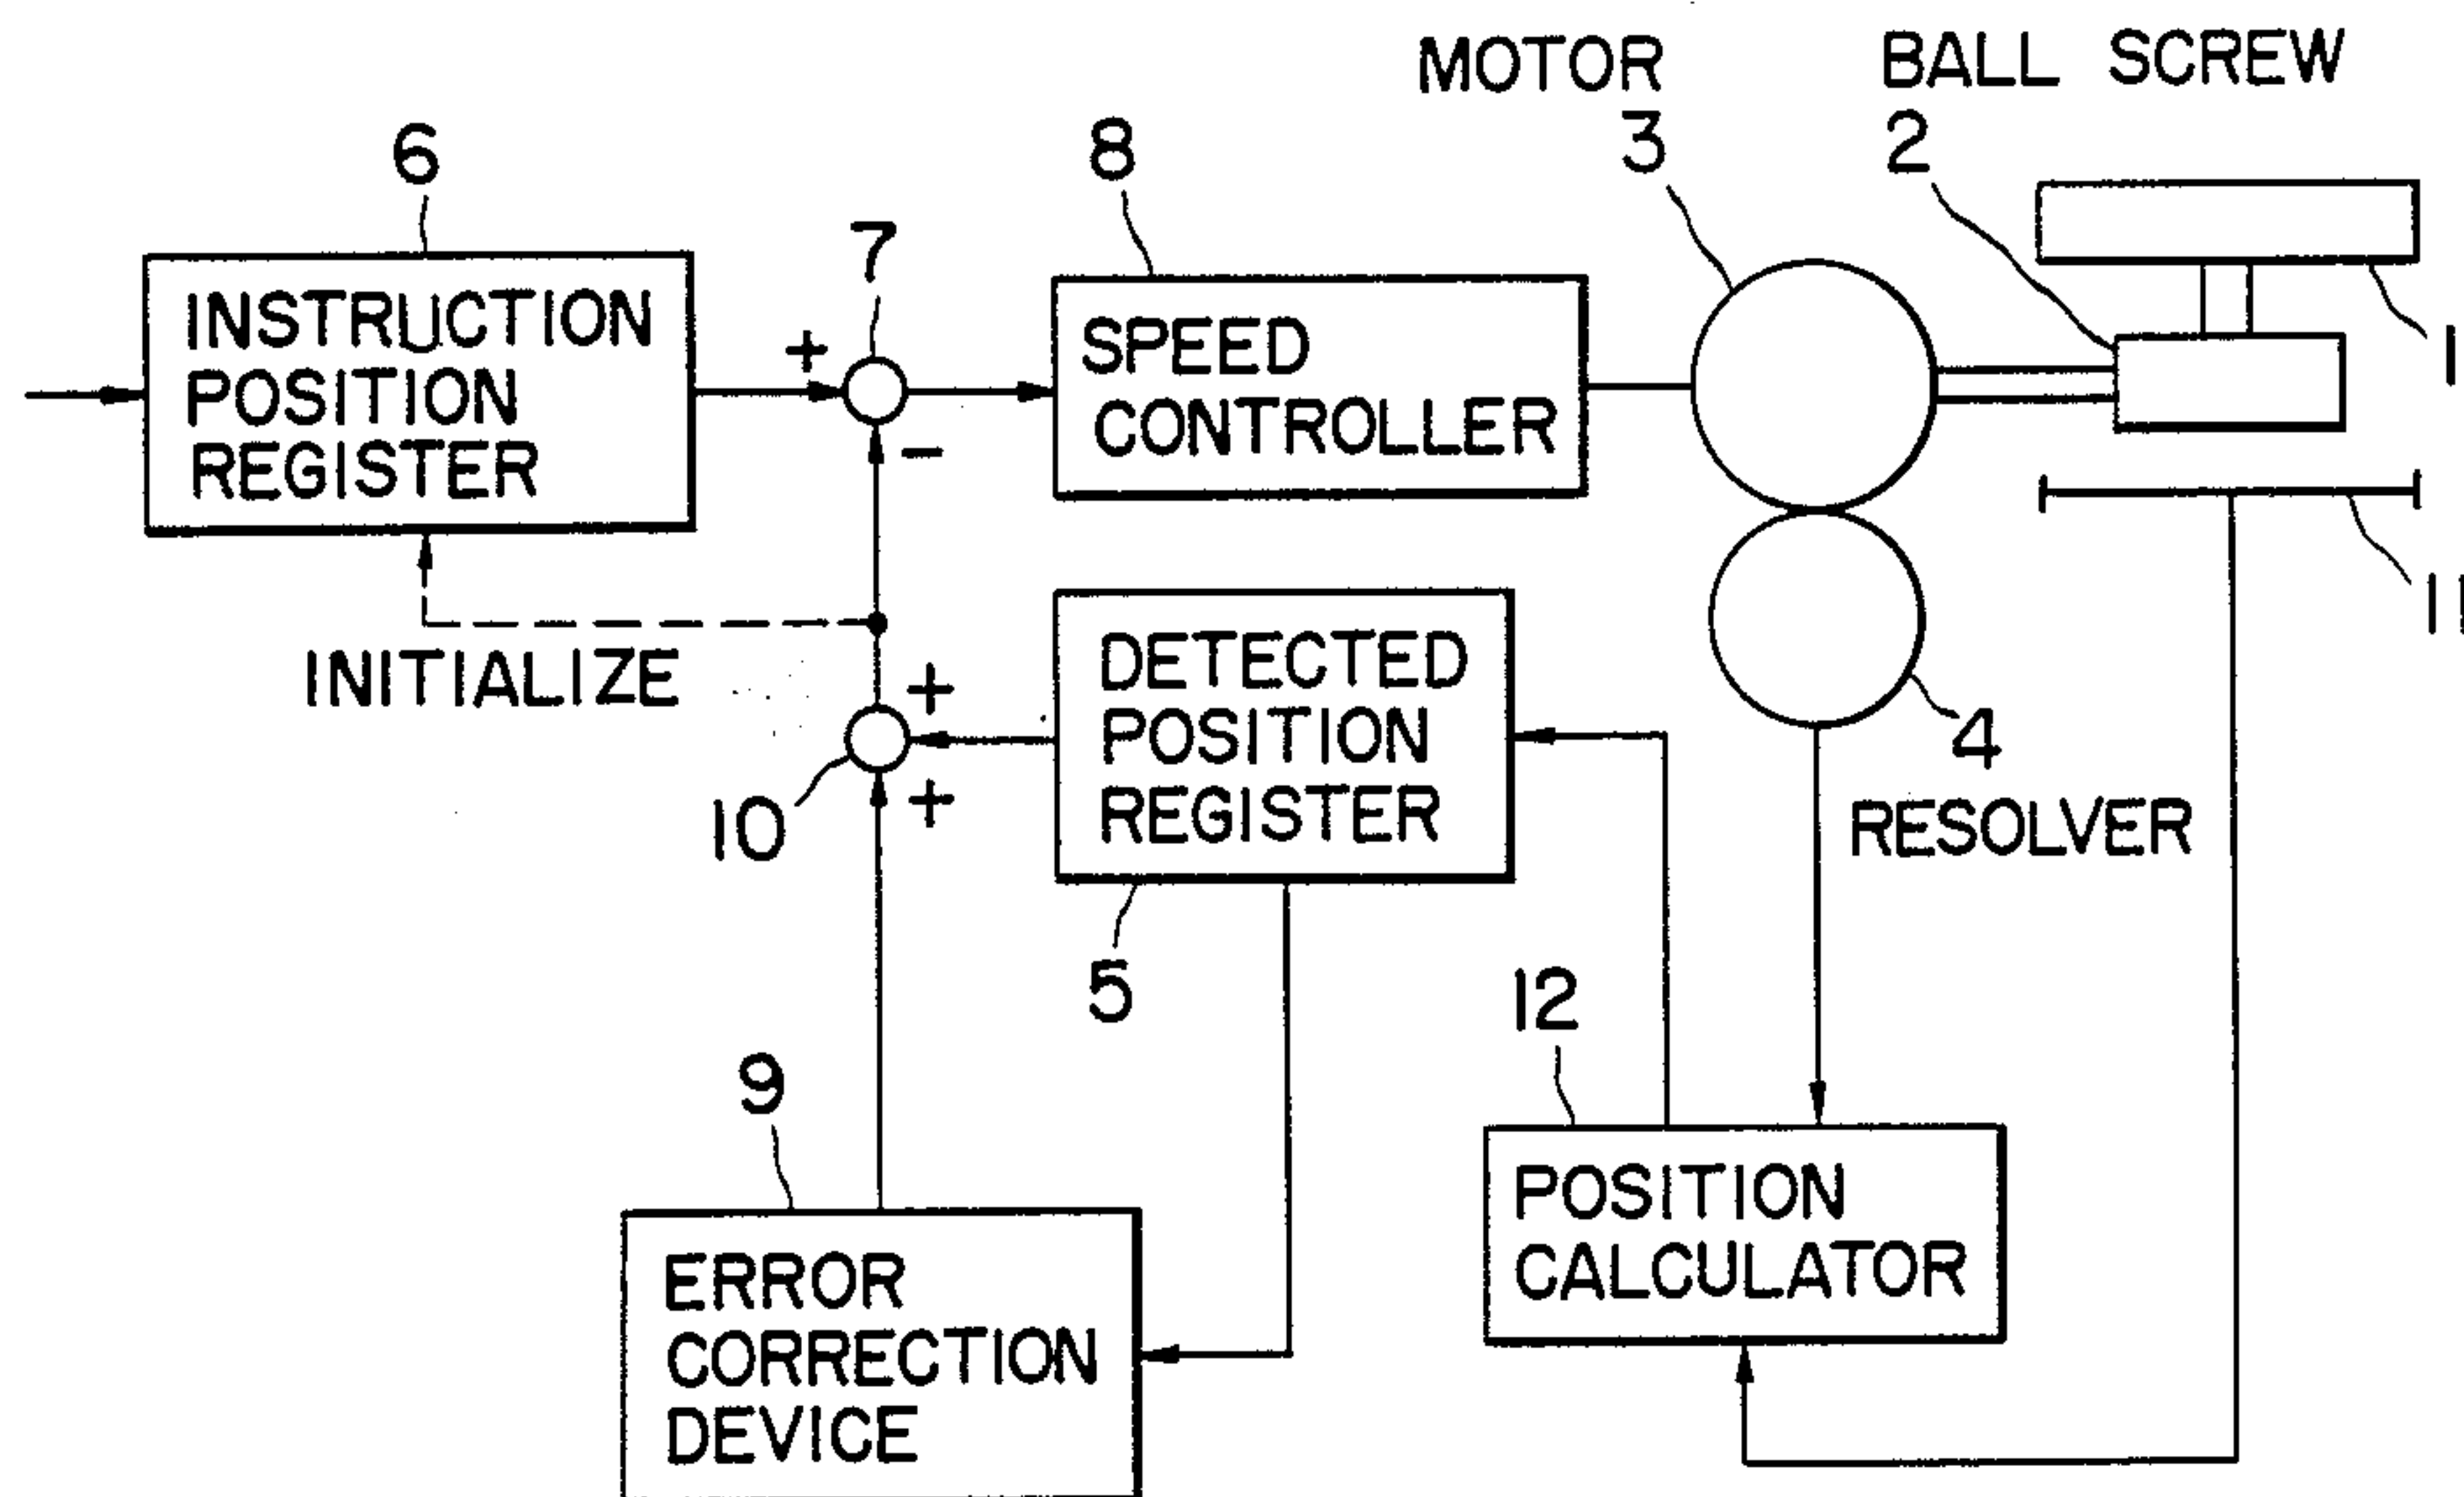 MOTOR
BALL SCREW
3
2
6
8
7
1
INSTRUCTION
POSITION
REGISTER
+
-
SPEED
CONTROLLER
11
INITIALIZE
DETECTED
POSITION
REGISTER
+
+
10
4
RESOLVER
5
12
9
POSITION
CALCULATOR
ERROR
CORRECTION
DEVICE